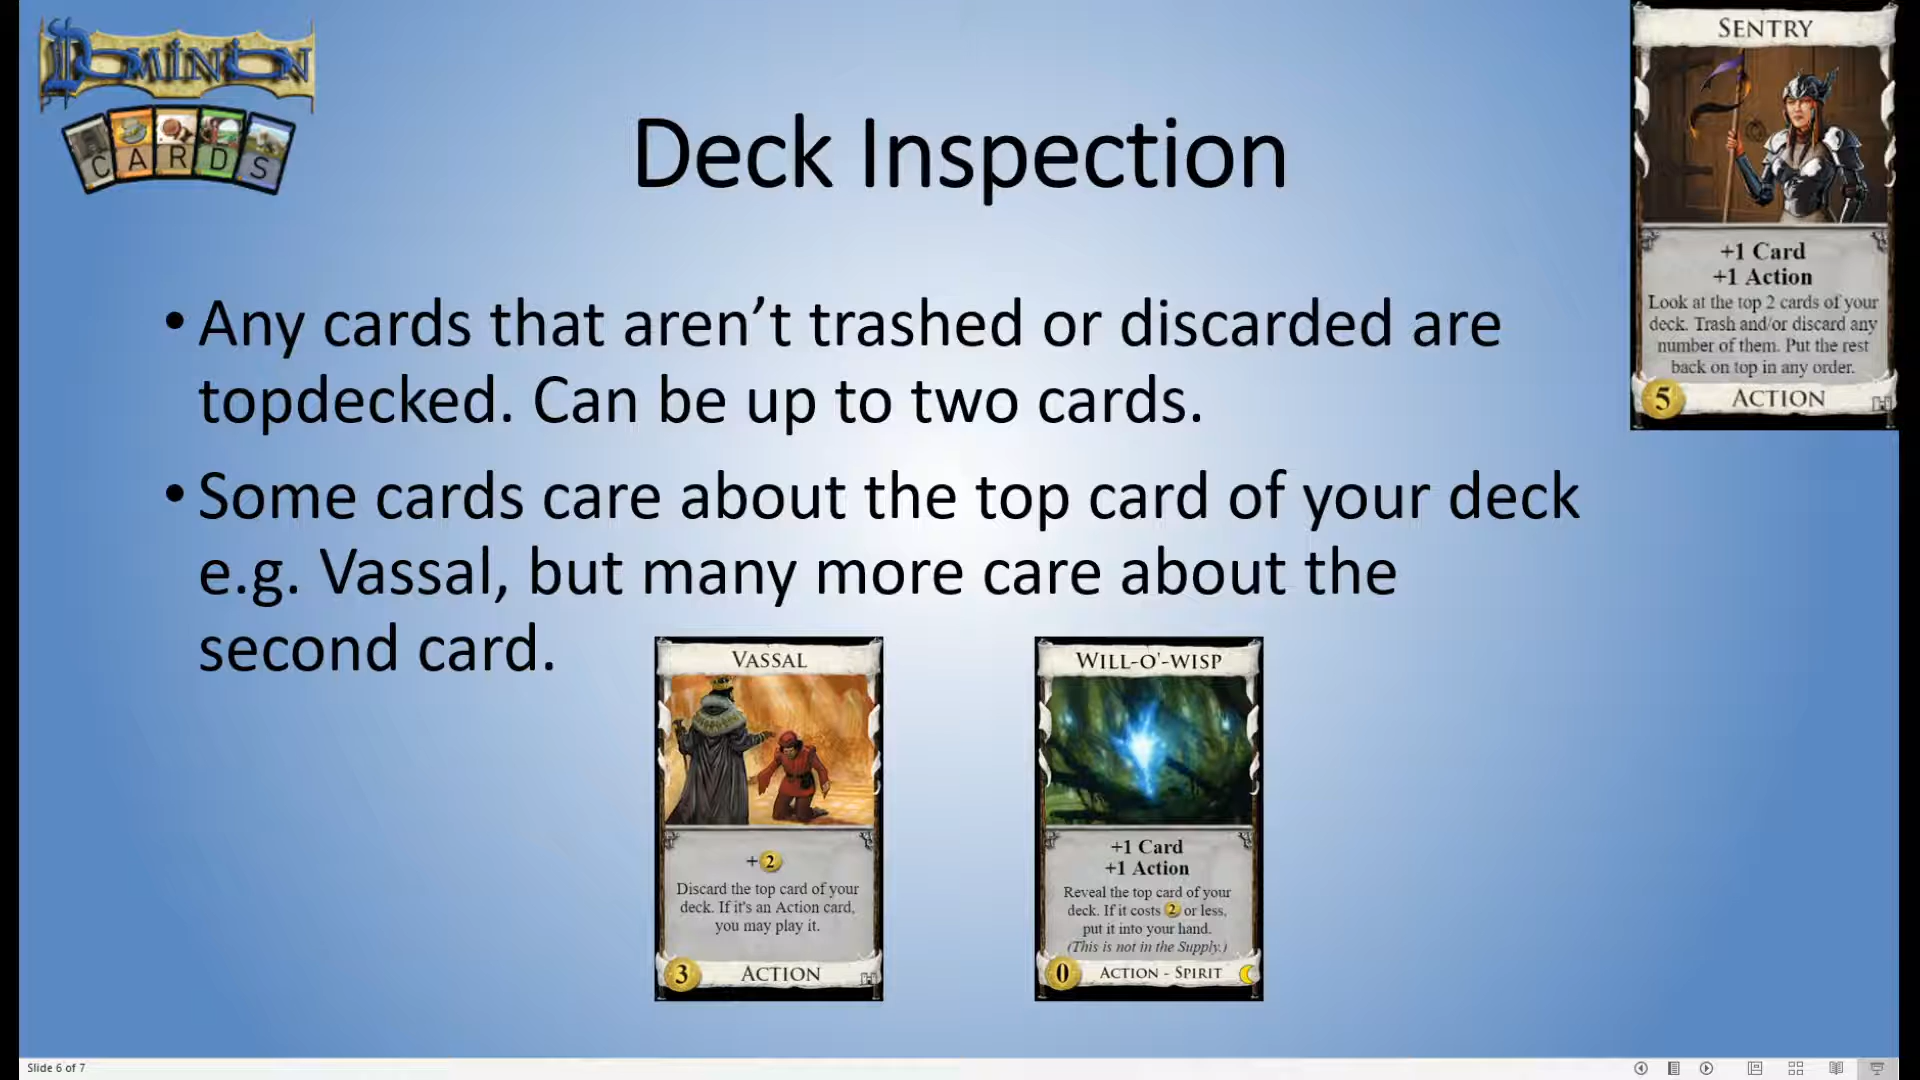 DOMINION
CARDS
Deck Inspection
• Any cards that aren’t trashed or discarded are
topdecked. Can be up to two cards.
• Some cards care about the top card of your deck
e.g. Vassal, but many more care about the
second card.
SENTRY
+1 Card
+1 Action
Look at the top 2 cards of your
deck. Trash and/or discard any
number of them. Put the rest
back on top in any order.
5 ACTION
VASSAL
+2
Discard the top card of your
deck. If it's an Action card,
you may play it.
3 ACTION
WILL-O'-WISP
+1 Card
+1 Action
Reveal the top card of your
deck. If it costs 2 or less,
put it into your hand.
(This is not in the Supply.)
0 ACTION - SPIRIT
Slide 6 of 7